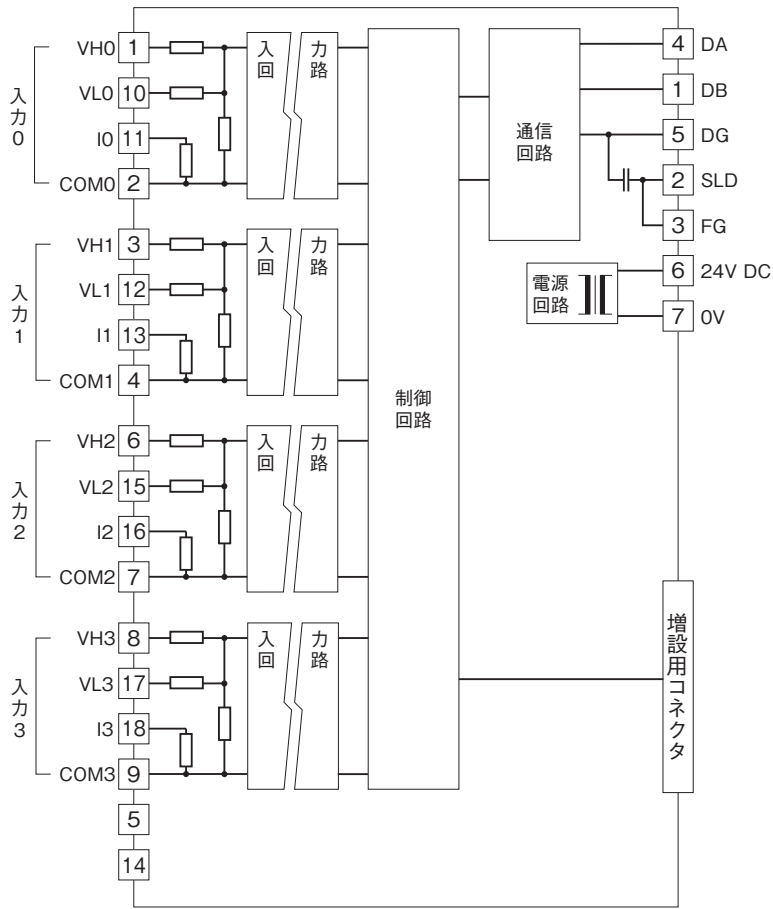 入力0
VH0 1
VL0 10
I0 11
COM0 2
入力1
VH1 3
VL1 12
I1 13
COM1 4
入力2
VH2 6
VL2 15
I2 16
COM2 7
入力3
VH3 8
VL3 17
I3 18
COM3 9
5
14
入力
回路
入力
回路
入力
回路
入力
回路
制御
回路
通信
回路
4 DA
1 DB
5 DG
2 SLD
3 FG
電源
回路
6 24V DC
7 0V
増設用コネクタ